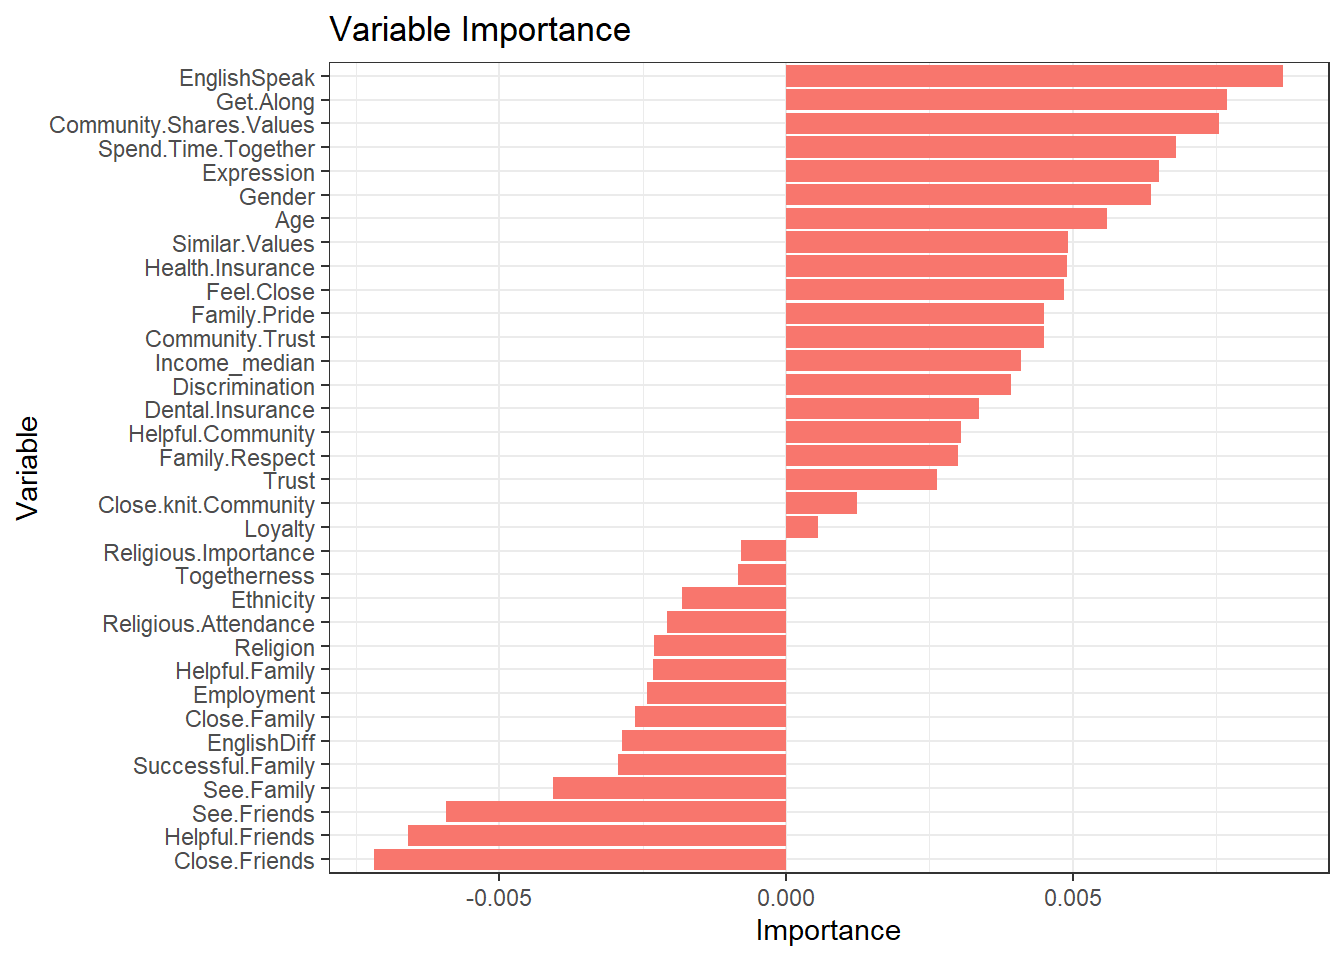 Variable Importance
EnglishSpeak
Get.Along
Community.Shares.Values
Spend.Time.Together
Expression
Gender
Age
Similar.Values
Health.Insurance
Feel.Close
Family.Pride
Community.Trust
Income_median
Discrimination
Dental.Insurance
Helpful.Community
Family.Respect
Trust
Close.knit.Community
Loyalty
Religious.Importance
Togetherness
Ethnicity
Religious.Attendance
Religion
Helpful.Family
Employment
Close.Family
EnglishDiff
Successful.Family
See.Family
See.Friends
Helpful.Friends
Close.Friends
Variable
-0.005 0.000 0.005
Importance